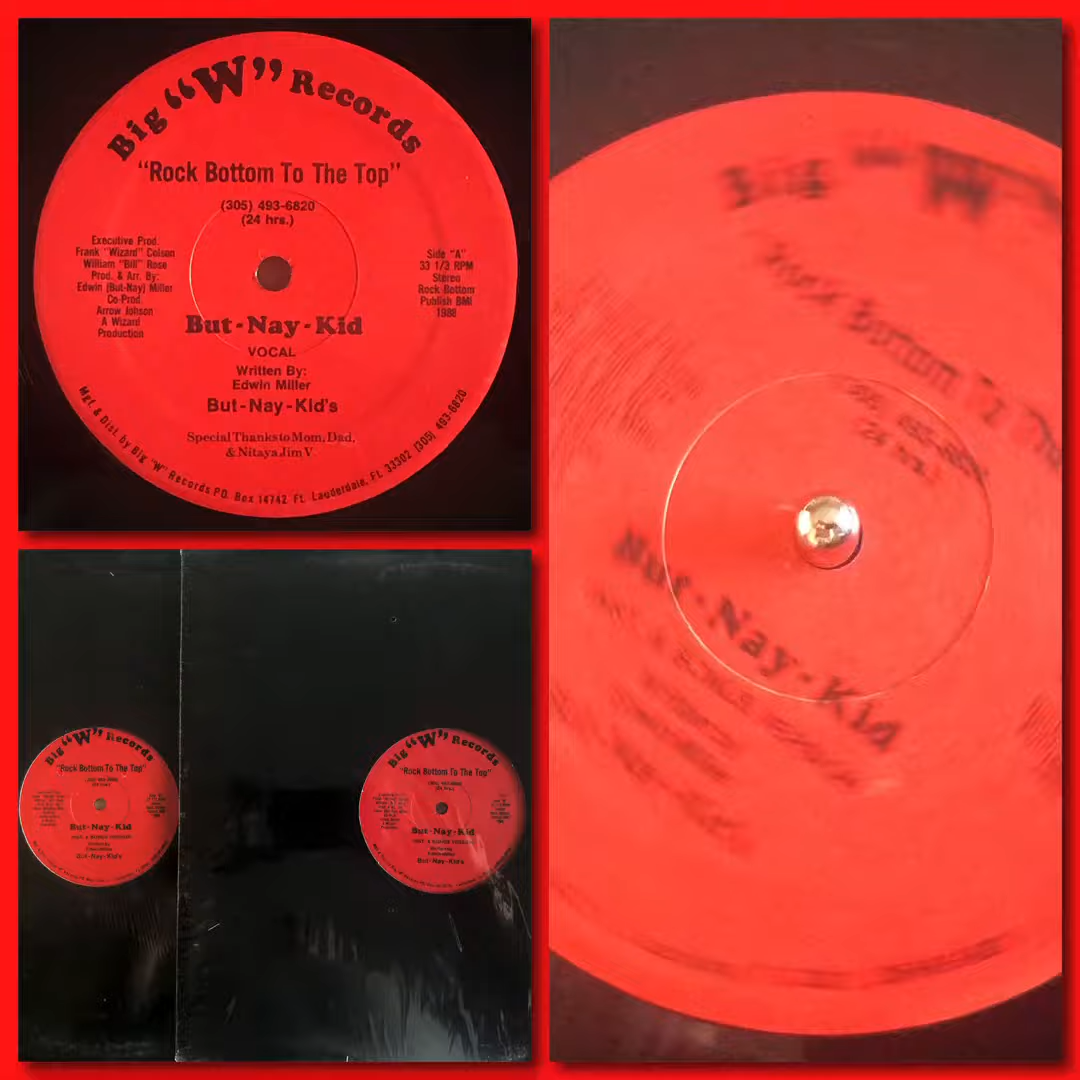 Big “W” Records
“Rock Bottom To The Top”
(305) 493-6820
(24 hrs.)
Executive Prod.
Frank “Wizard” Colson
William “Bill” Rose
Prod. & Arr. By:
Edwin (But-Nay) Miller
Co-Prod.
Arrow Johson
A Wizard
Production
Side “A”
33 1/3 RPM
Stereo
Rock Bottom
Publish BMI
1988
But-Nay-Kid
VOCAL
Written By:
Edwin Miller
But-Nay-Kid's
Special Thanks to Mom, Dad,
& Nitaya Jim V.
Mgt. & Dist. by Big “W” Records P.O. Box 14742 Ft. Lauderdale, Fl. 33302 (305) 493-6820
Big “W” Records
“Rock Bottom To The Top”
But-Nay-Kid
But-Nay-Kid's
Big “W” Records
“Rock Bottom To The Top”
But-Nay-Kid
But-Nay-Kid's
(24 hrs.)
But-Nay-Kid